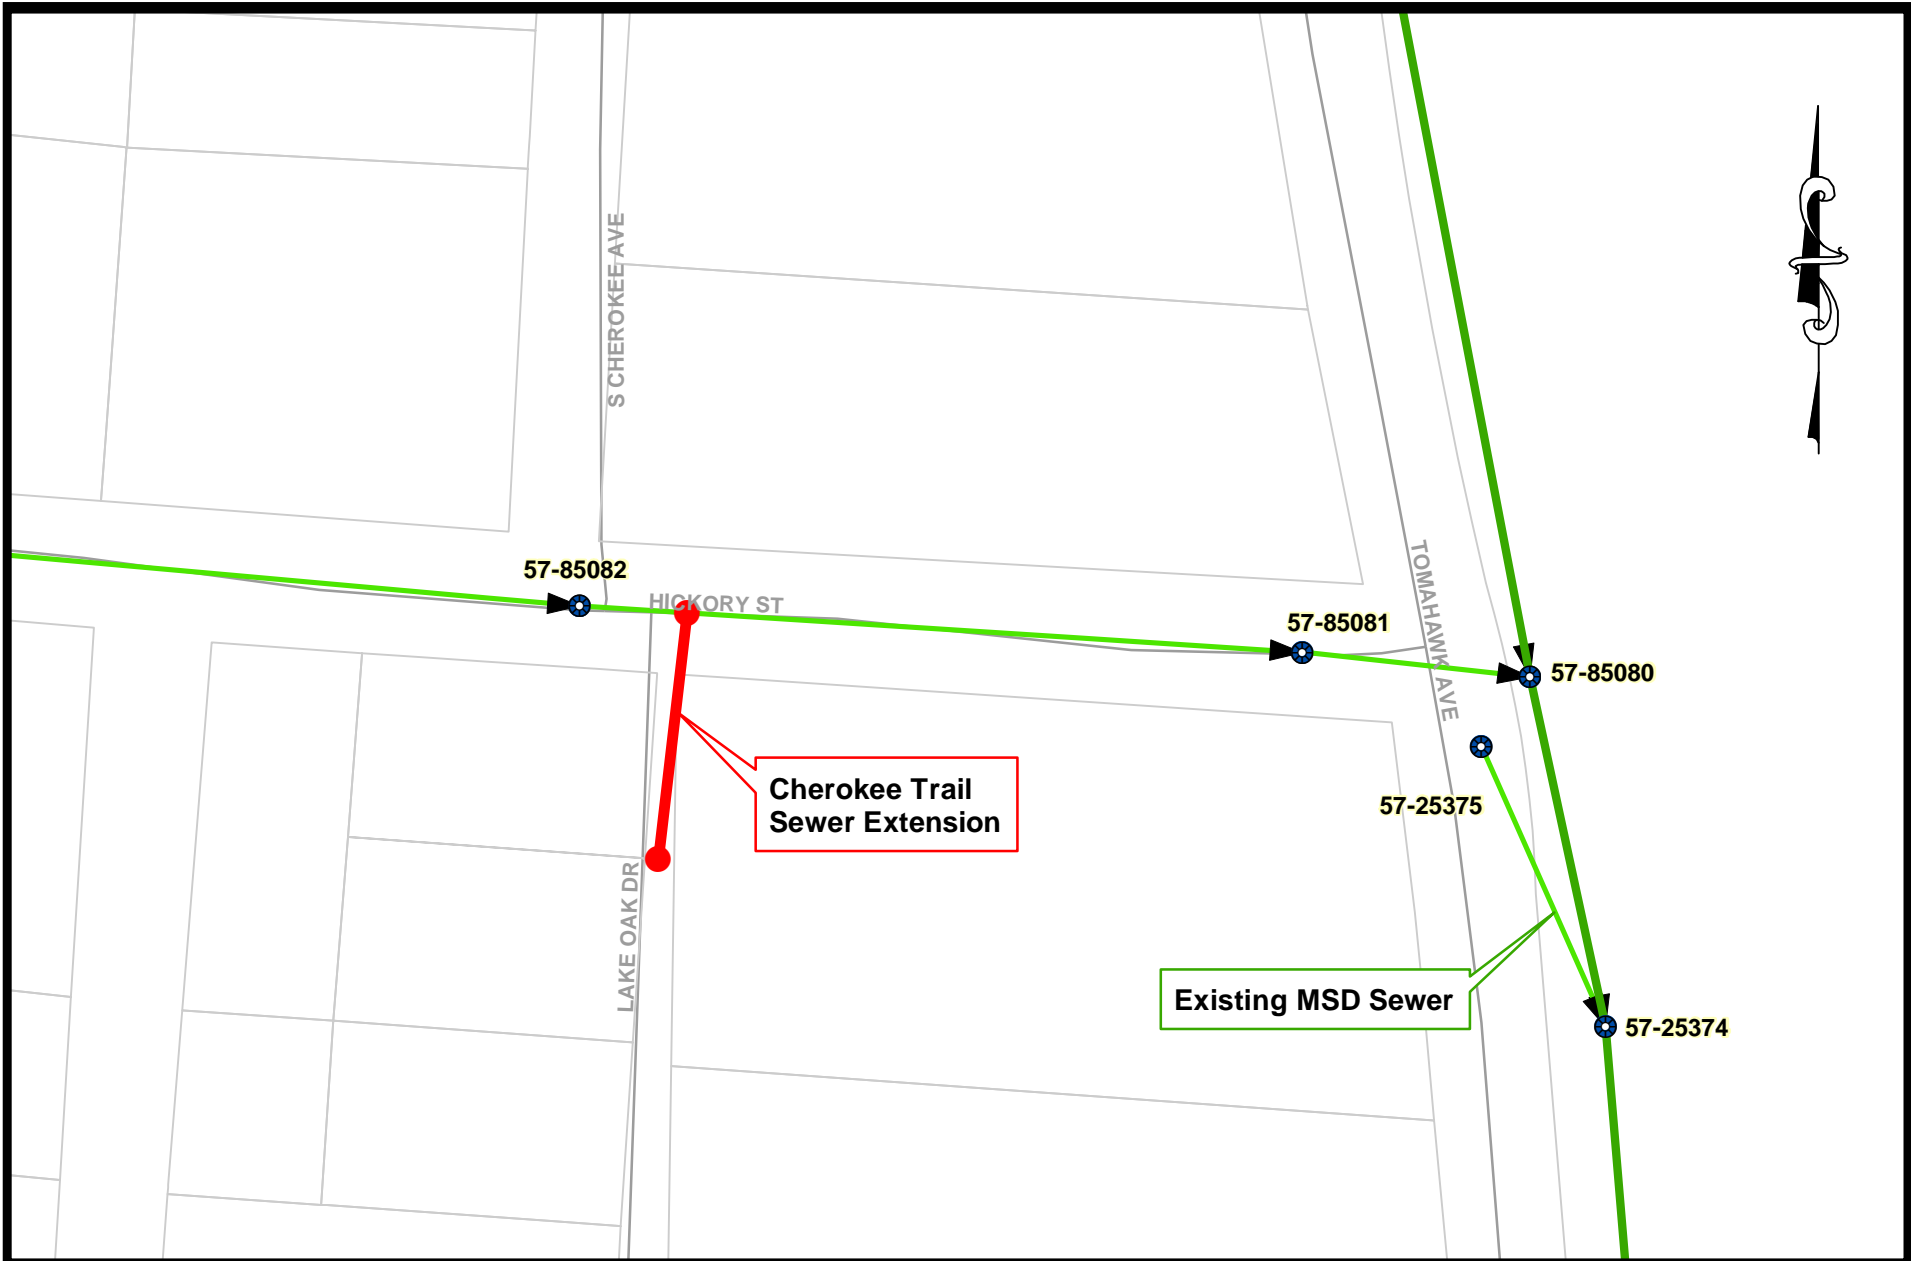 S CHEROKEE AVE
57-85082
HICKORY ST
57-85081
TOMAHAWK AVE
57-85080
57-25375
Cherokee Trail
Sewer Extension
LAKE OAK DR
Existing MSD Sewer
57-25374